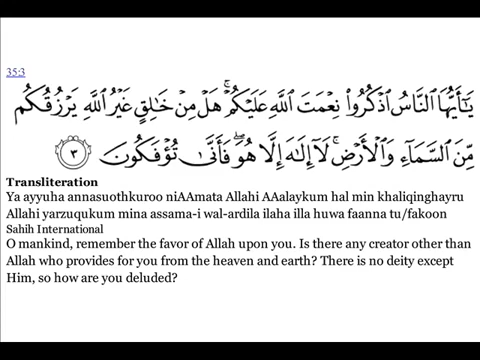 35:3
يَٰٓأَيُّهَا ٱلنَّاسُ ٱذْكُرُوا۟ نِعْمَتَ ٱللَّهِ عَلَيْكُمْ ۚ هَلْ مِنْ خَٰلِقٍ غَيْرُ ٱللَّهِ يَرْزُقُكُم
مِّنَ ٱلسَّمَآءِ وَٱلْأَرْضِ ۚ لَآ إِلَٰهَ إِلَّا هُوَ ۖ فَأَنَّىٰ تُؤْفَكُونَ ٣
Transliteration
Ya ayyuha annasuothkuroo niAAmata Allahi AAalaykum hal min khaliqinghayru
Allahi yarzuqukum mina assama-i wal-ardila ilaha illa huwa faanna tu/fakoon
Sahih International
O mankind, remember the favor of Allah upon you. Is there any creator other than
Allah who provides for you from the heaven and earth? There is no deity except
Him, so how are you deluded?